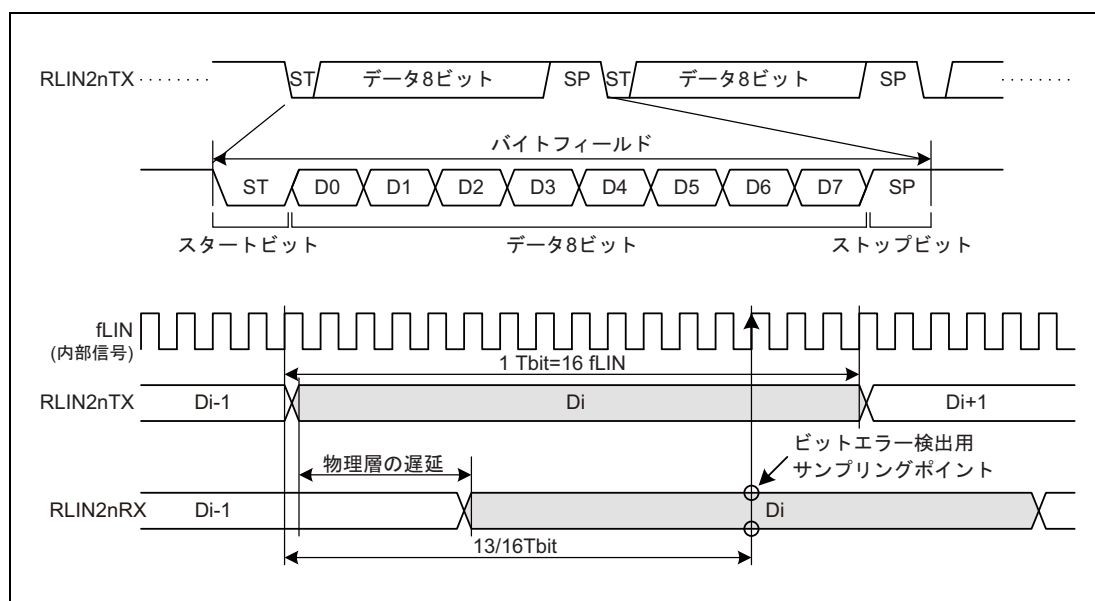 RLIN2nTX ST データ8ビット SP ST データ8ビット SP
バイトフィールド
ST D0 D1 D2 D3 D4 D5 D6 D7 SP
スタートビット データ8ビット ストップビット
fLIN
(内部信号)
1 Tbit=16 fLIN
RLIN2nTX Di-1 Di Di+1
ビットエラー検出用
サンプリングポイント
物理層の遅延
RLIN2nRX Di-1 Di
13/16Tbit